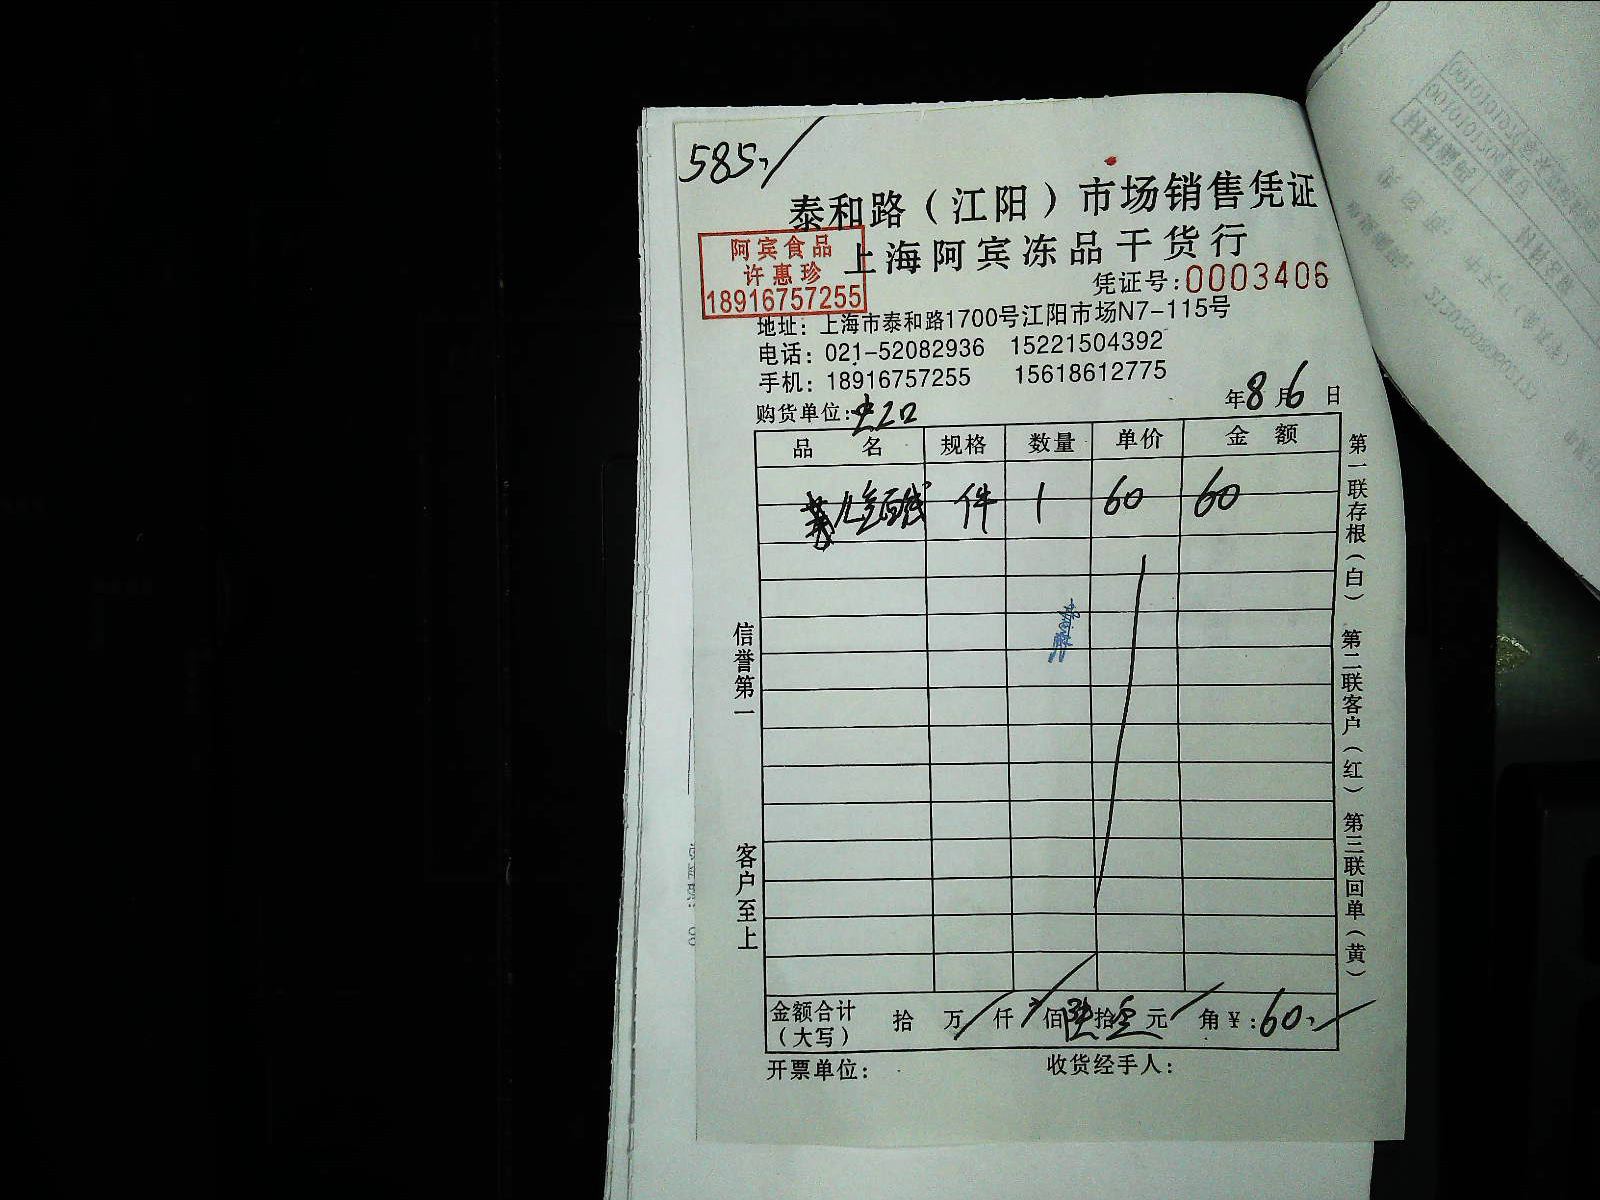 585
泰和路（江阳）市场销售凭证
上海阿宾冻品干货行
阿宾食品
许惠珍
18916757255
凭证号:0003406
地址：上海市泰和路1700号江阳市场N7-115号
电话：021-52082936 15221504392
手机：18916757255 15618612775
购货单位: 年8月6日
品名 规格 数量 单价 金额
件 1 60 60
信誉第一
客户至上
第一联存根（白） 第二联客户（红） 第三联回单（黄）
金额合计（大写） 拾 万 仟 佰 陆拾 元 角 ¥:60
开票单位： 收货经手人：